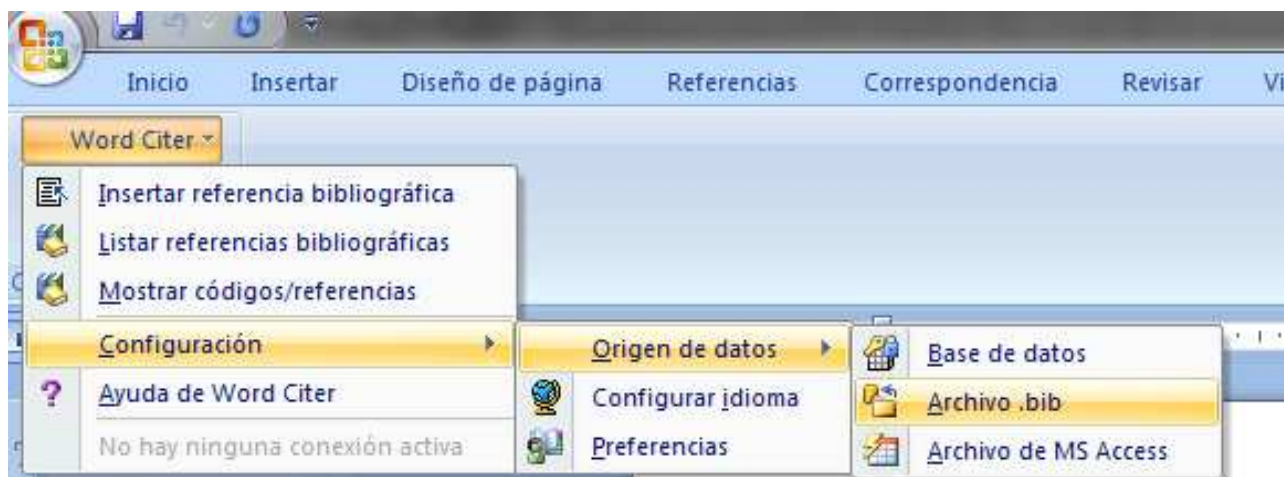 Inicio Insertar Diseño de página Referencias Correspondencia Revisar
Word Citer
Insertar referencia bibliográfica
Listar referencias bibliográficas
Mostrar códigos/referencias
Configuración
Ayuda de Word Citer
No hay ninguna conexión activa
Origen de datos
Configurar idioma
Preferencias
Base de datos
Archivo .bib
Archivo de MS Access